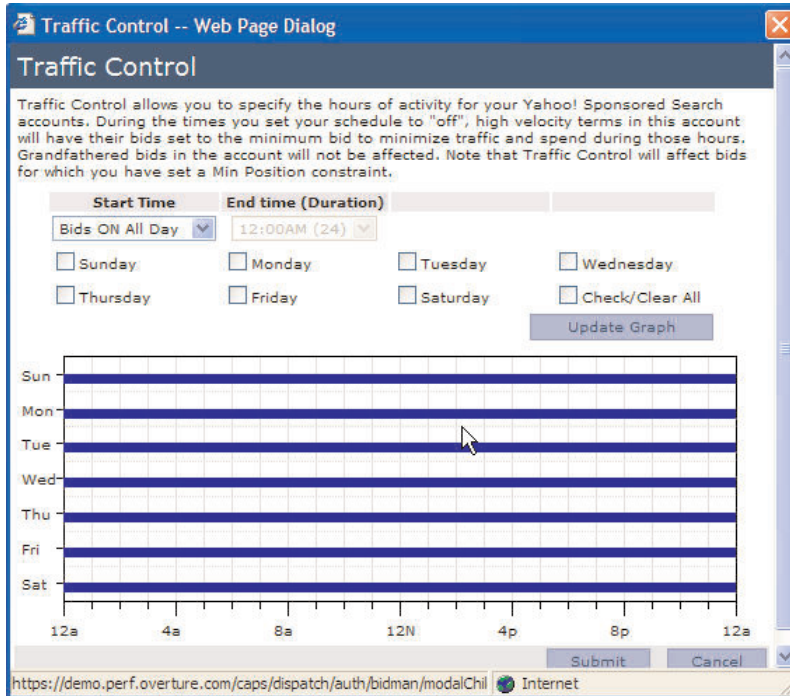 Traffic Control -- Web Page Dialog
Traffic Control
Traffic Control allows you to specify the hours of activity for your Yahoo! Sponsored Search
accounts. During the times you set your schedule to "off", high velocity terms in this account
will have their bids set to the minimum bid to minimize traffic and spend during those hours.
Grandfathered bids in the account will not be affected. Note that Traffic Control will affect bids
for which you have set a Min Position constraint.
Start Time End time (Duration)
Bids ON All Day 12:00AM (24)
Sunday Monday Tuesday Wednesday
Thursday Friday Saturday Check/Clear All
Update Graph
Sun
Mon
Tue
Wed
Thu
Fri
Sat
12a 4a 8a 12N 4p 8p 12a
Submit Cancel
https://demo.perf.overture.com/caps/dispatch/auth/bidman/modalChil Internet